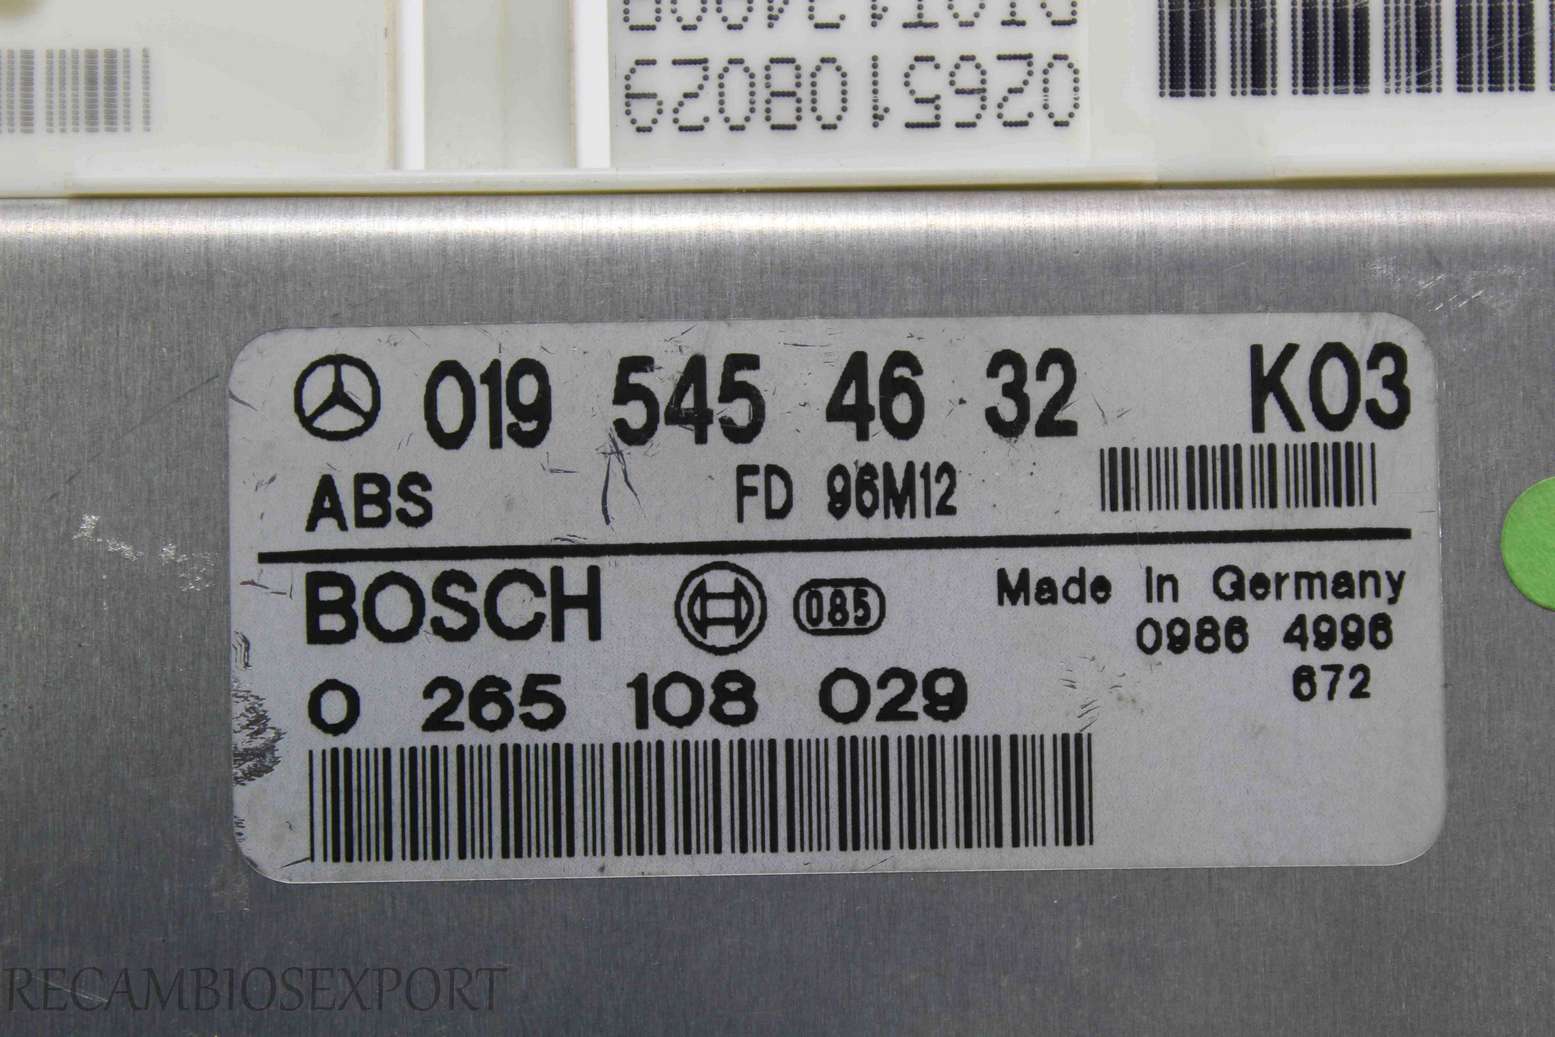 0265108029
019 545 46 32 K03
ABS FD 96M12
BOSCH 085 Made In Germany
0986 4996
0 265 108 029
672
RECAMBIOSEXPORT